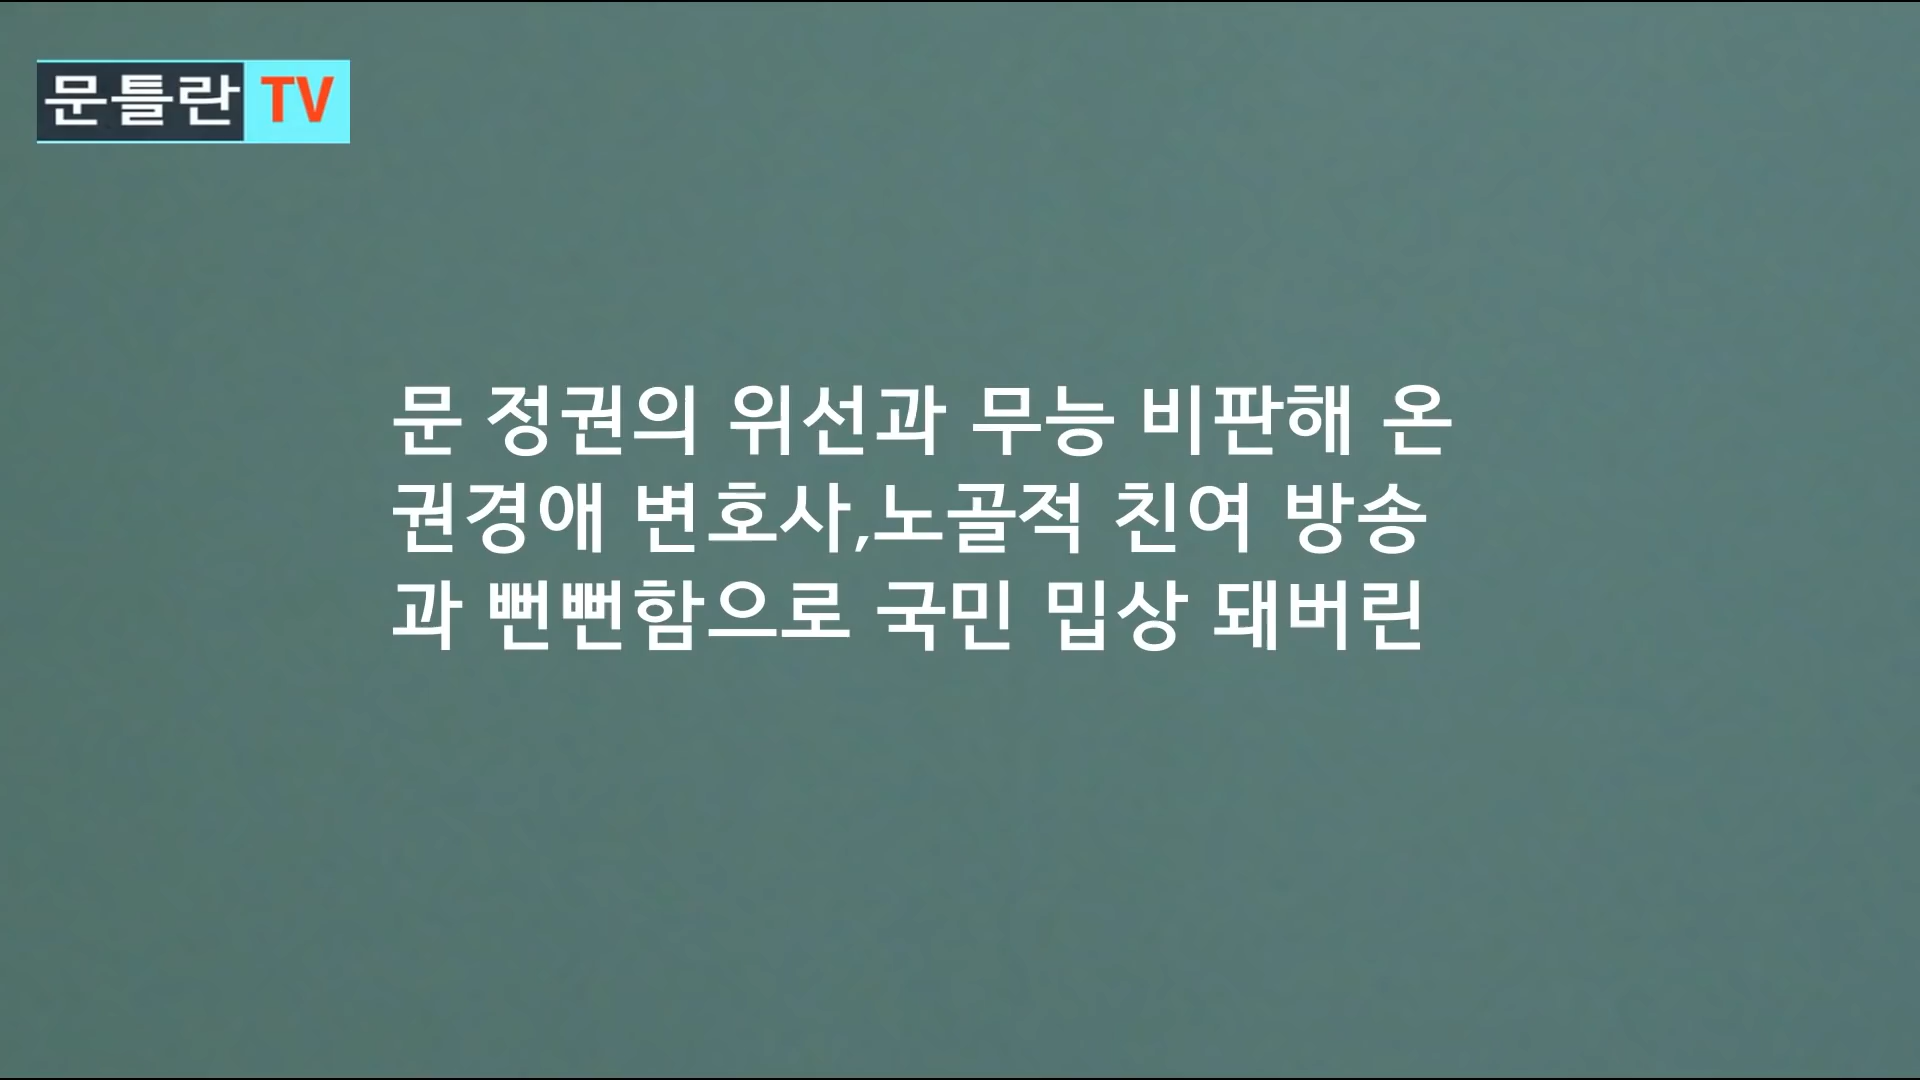 문틀란 TV
문 정권의 위선과 무능 비판해 온
권경애 변호사,노골적 친여 방송
과 뻔뻔함으로 국민 밉상 돼버린